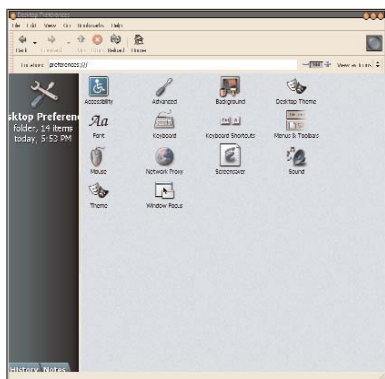 Desktop Preferences
File Edit View Go Bookmarks Help
Back Forward Up Stop Reload Home
Location: preferences:/// View as Icons
sktop Preferen
folder, 14 items
today, 5:53 PM
Accessibility Advanced Background Desktop Theme
Font Keyboard Keyboard Shortcuts Menus & Toolbars
Mouse Network Proxy Screensaver Sound
Theme Window Focus
History Notes